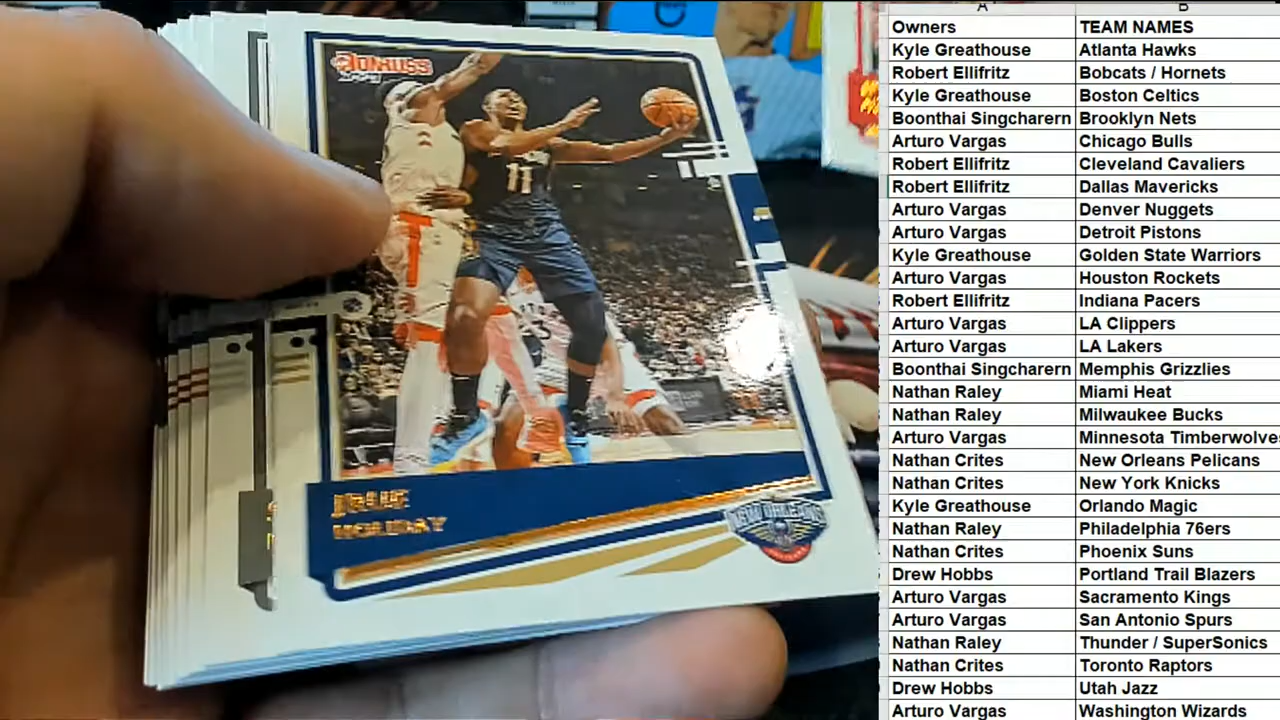 DONRUSS
11
JRUE
HOLIDAY
NEW ORLEANS
A B
Owners TEAM NAMES
Kyle Greathouse Atlanta Hawks
Robert Ellifritz Bobcats / Hornets
Kyle Greathouse Boston Celtics
Boonthai Singcharern Brooklyn Nets
Arturo Vargas Chicago Bulls
Robert Ellifritz Cleveland Cavaliers
Robert Ellifritz Dallas Mavericks
Arturo Vargas Denver Nuggets
Arturo Vargas Detroit Pistons
Kyle Greathouse Golden State Warriors
Arturo Vargas Houston Rockets
Robert Ellifritz Indiana Pacers
Arturo Vargas LA Clippers
Arturo Vargas LA Lakers
Boonthai Singcharern Memphis Grizzlies
Nathan Raley Miami Heat
Nathan Raley Milwaukee Bucks
Arturo Vargas Minnesota Timberwolve
Nathan Crites New Orleans Pelicans
Nathan Crites New York Knicks
Kyle Greathouse Orlando Magic
Nathan Raley Philadelphia 76ers
Nathan Crites Phoenix Suns
Drew Hobbs Portland Trail Blazers
Arturo Vargas Sacramento Kings
Arturo Vargas San Antonio Spurs
Nathan Raley Thunder / SuperSonics
Nathan Crites Toronto Raptors
Drew Hobbs Utah Jazz
Arturo Vargas Washington Wizards